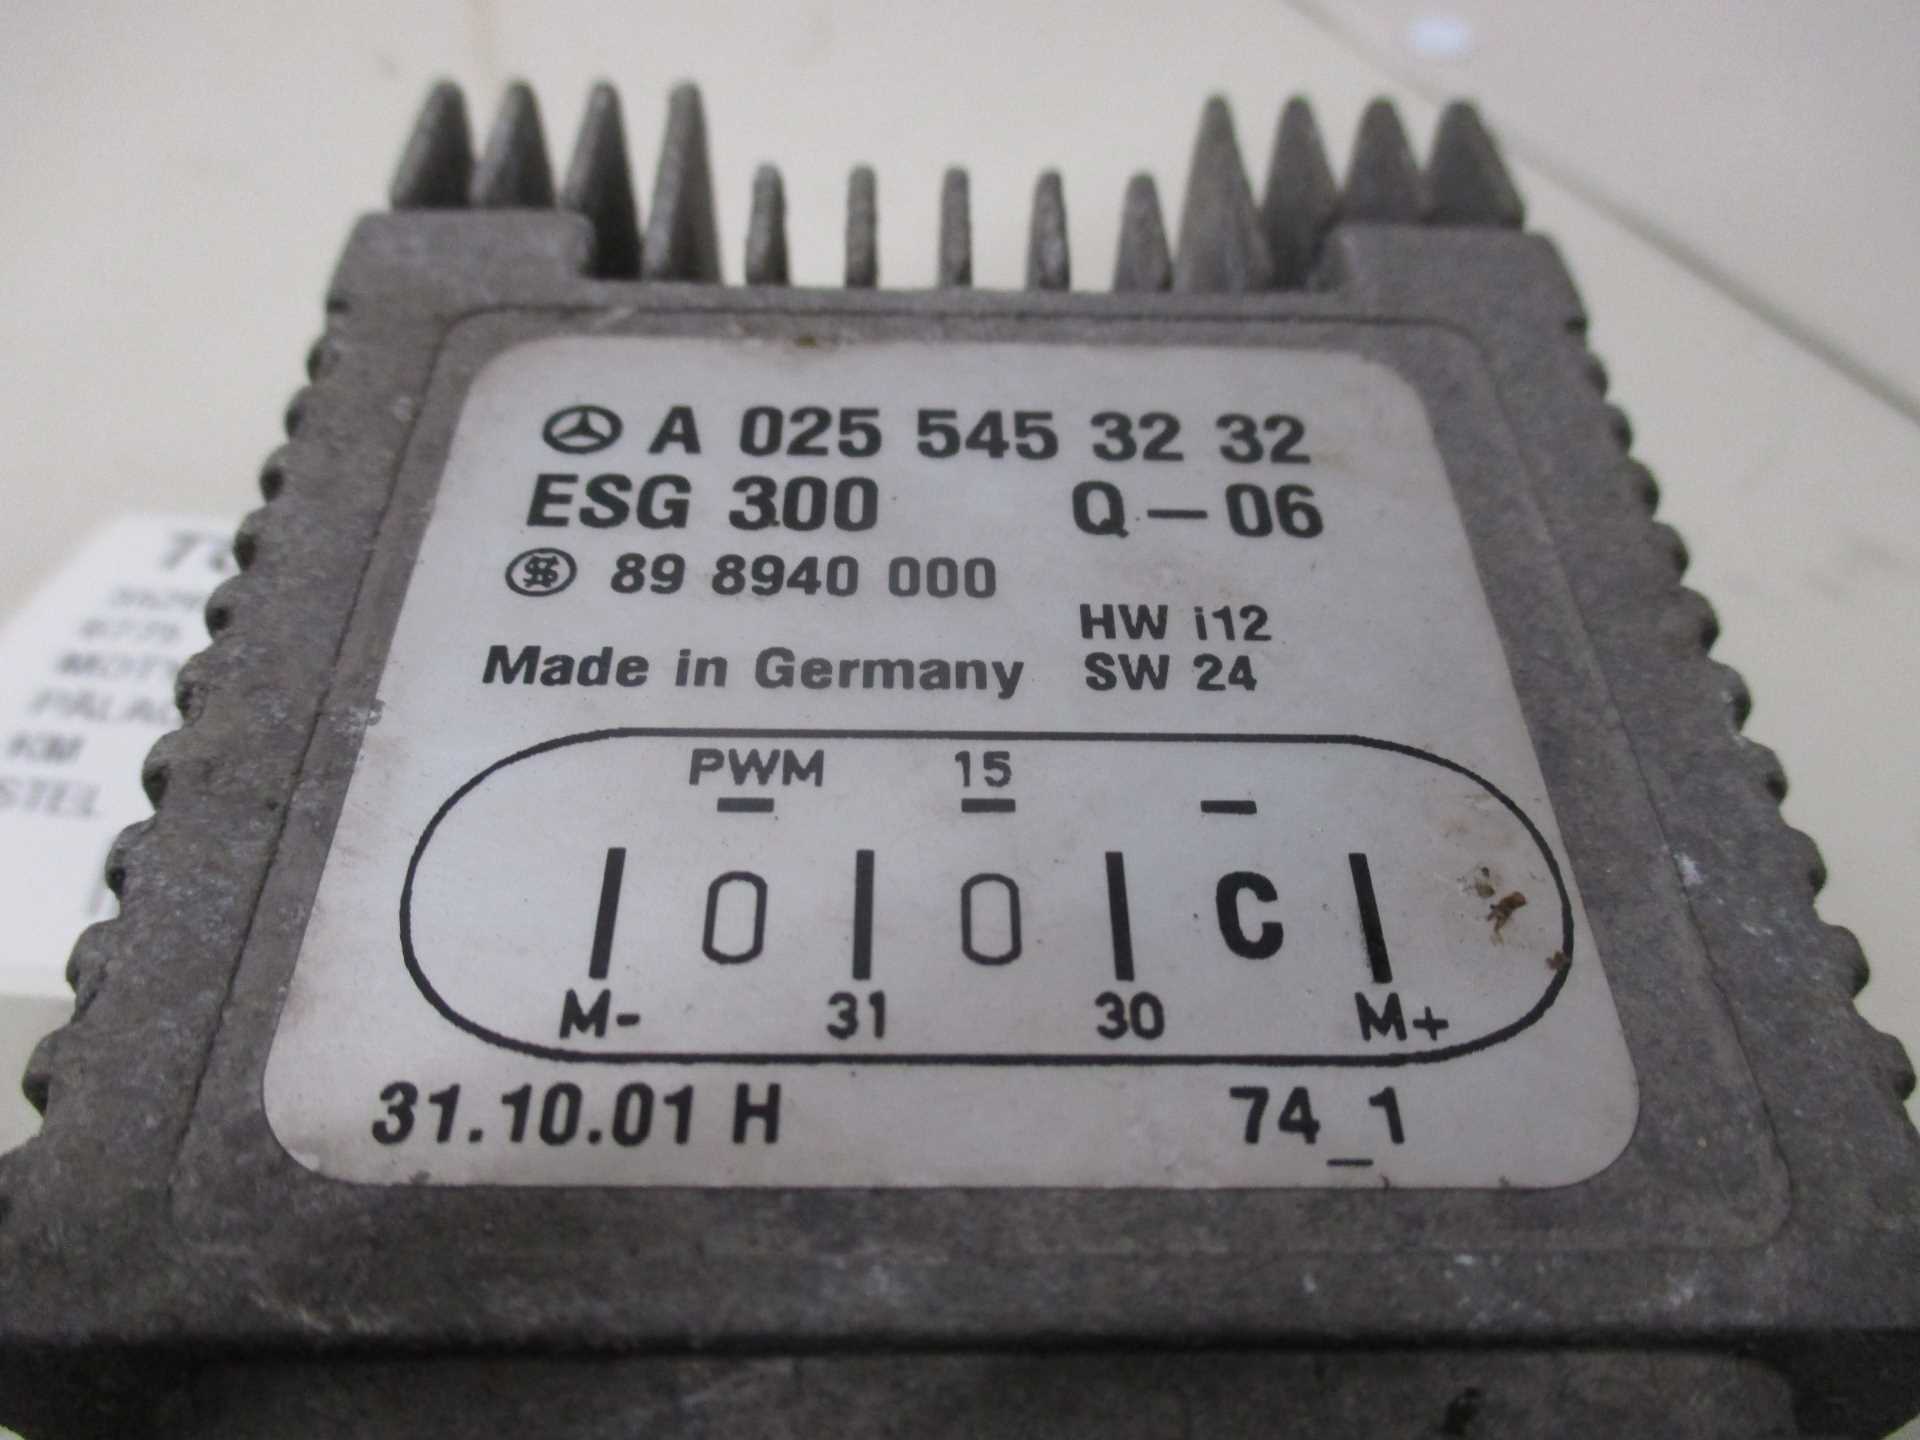 A 025 545 32 32
ESG 300 Q - 06
89 8940 000
HW i12
Made in Germany SW 24
PWM 15
C
M- 31 30 M+
31.10.01 H 74_1
KM